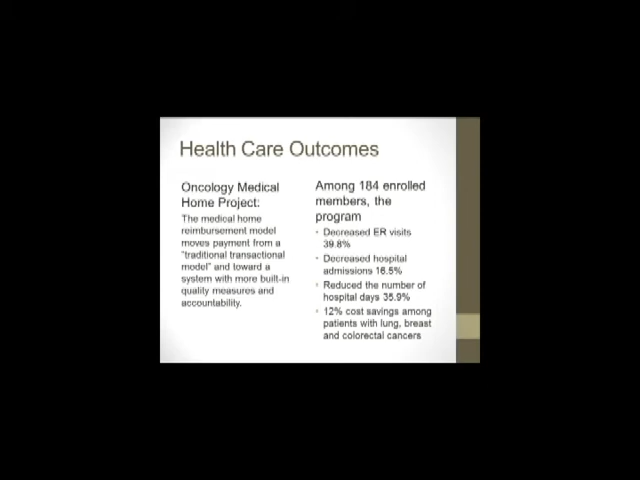 Health Care Outcomes
Oncology Medical
Home Project:
The medical home
reimbursement model
moves payment from a
"traditional transactional
model" and toward a
system with more built-in
quality measures and
accountability.
Among 184 enrolled
members, the
program
• Decreased ER visits
39.8%
• Decreased hospital
admissions 16.5%
• Reduced the number of
hospital days 35.9%
• 12% cost savings among
patients with lung, breast
and colorectal cancers